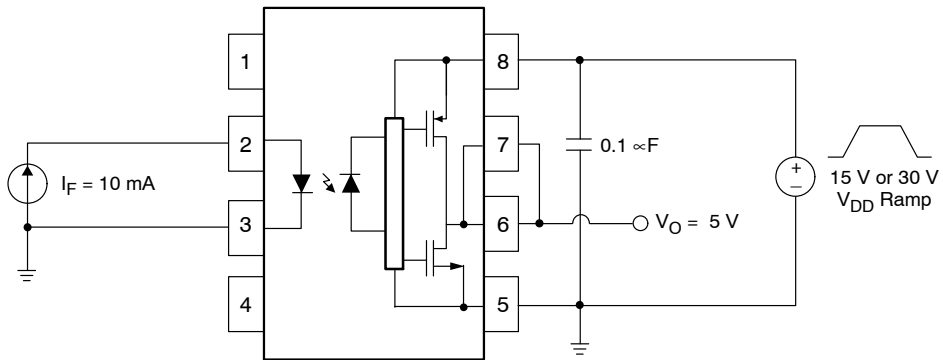 1
8
2
7
0.1 ∝F
+
–
15 V or 30 V
V_DD Ramp
I_F = 10 mA
3
6
V_O = 5 V
4
5